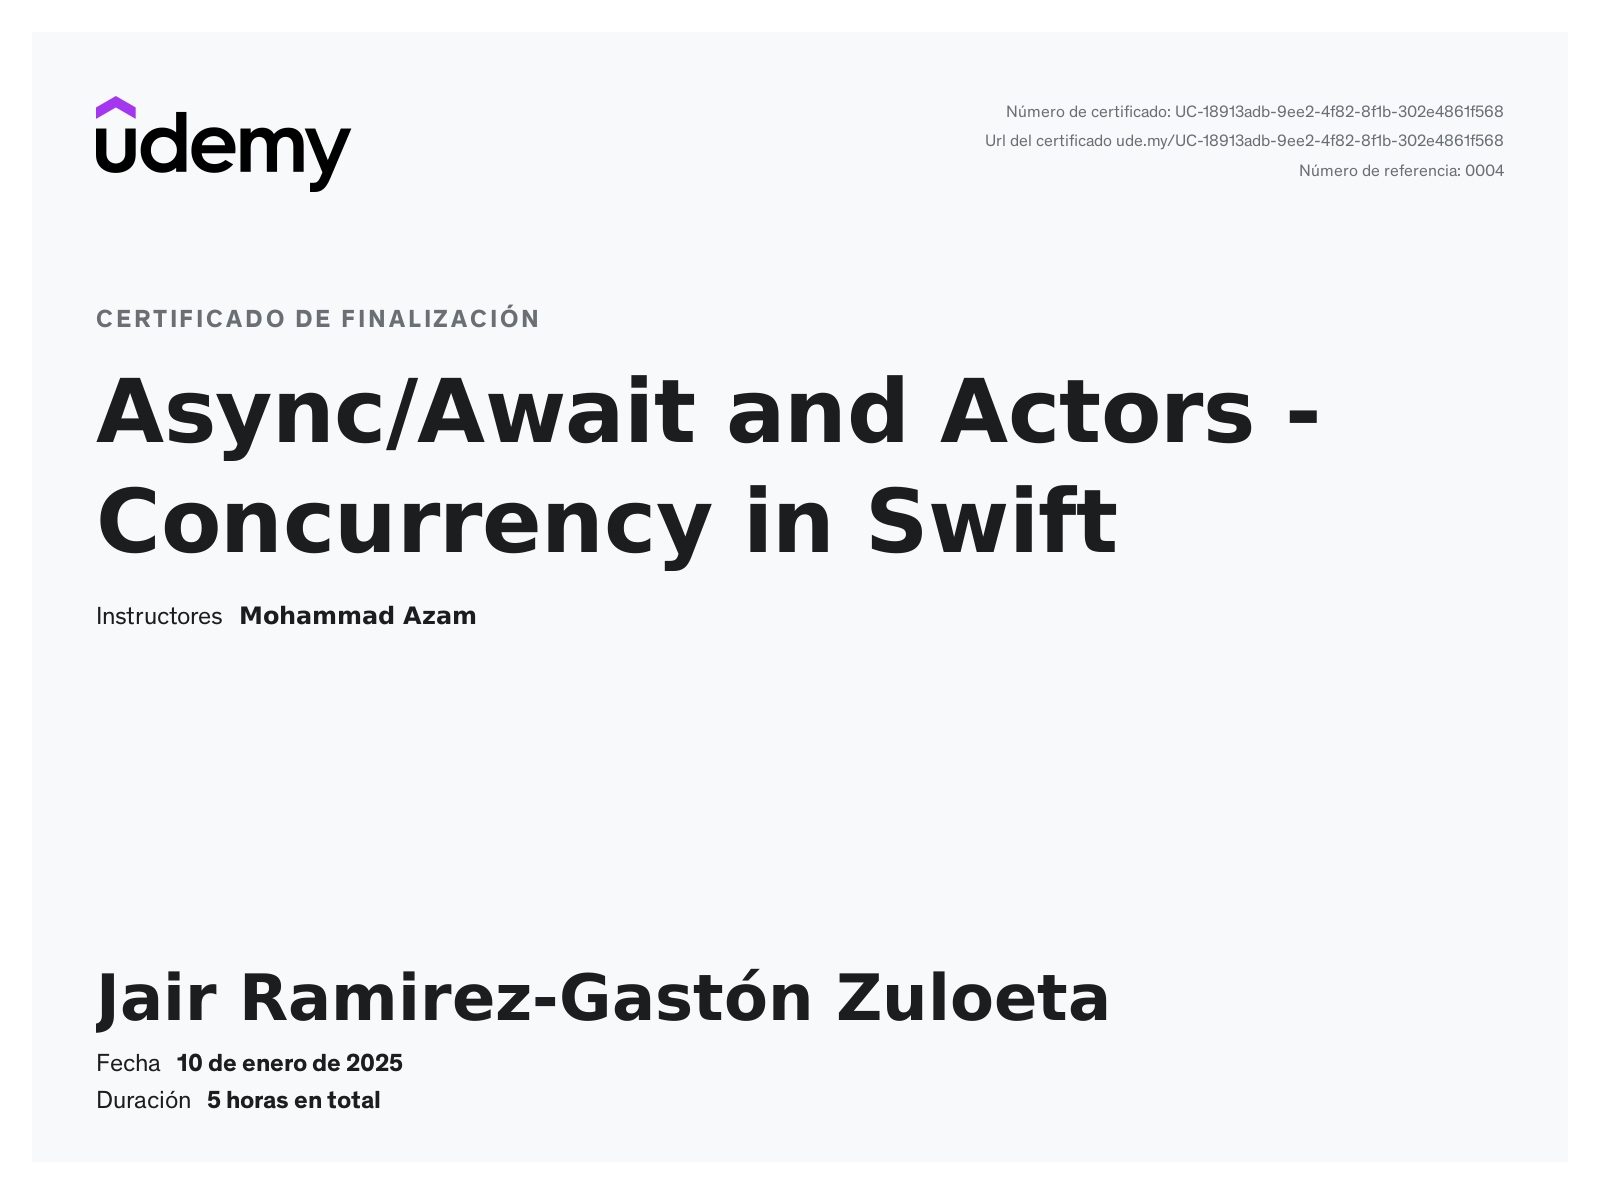 udemy
Número de certificado: UC-18913adb-9ee2-4f82-8f1b-302e4861f568
Url del certificado ude.my/UC-18913adb-9ee2-4f82-8f1b-302e4861f568
Número de referencia: 0004
CERTIFICADO DE FINALIZACIÓN
Async/Await and Actors -
Concurrency in Swift
Instructores Mohammad Azam
Jair Ramirez-Gastón Zuloeta
Fecha 10 de enero de 2025
Duración 5 horas en total